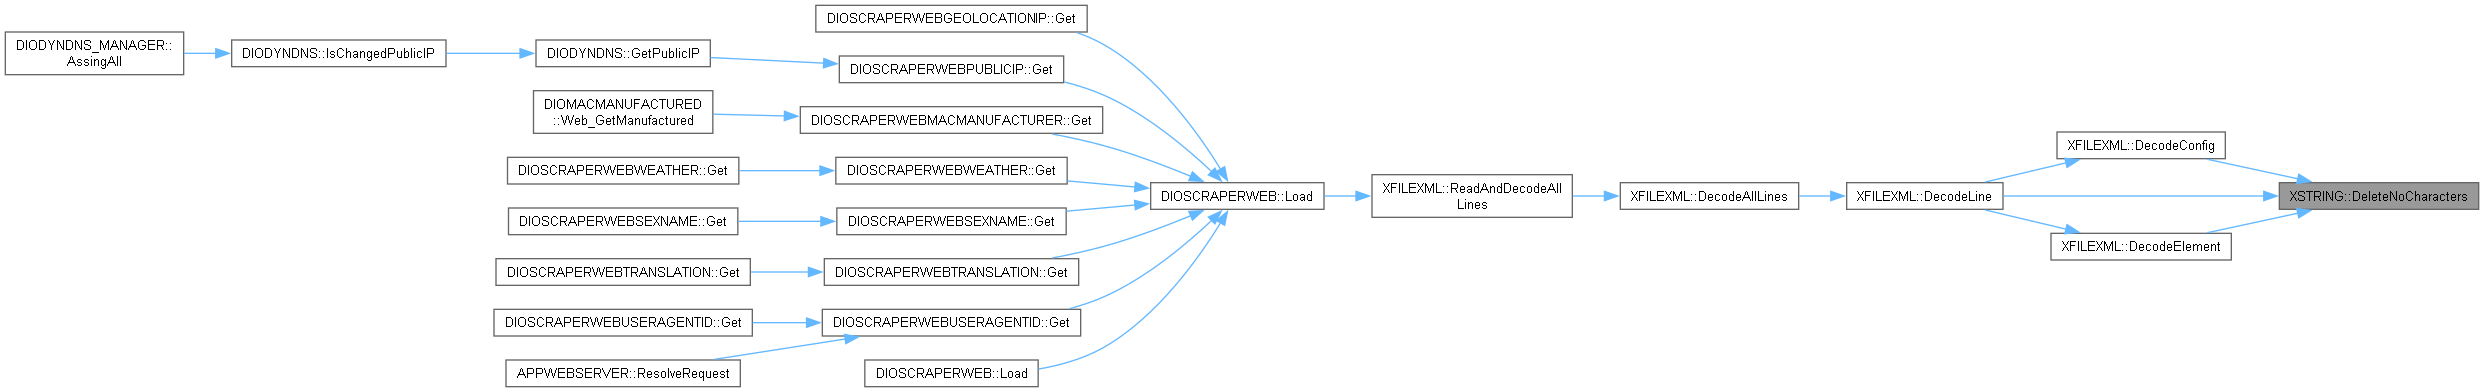 DIODYNDNS_MANAGER::
AssingAll
DIODYNDNS::IsChangedPublicIP
DIODYNDNS::GetPublicIP
DIOSCRAPERWEBGEOLOCATIONIP::Get
DIOSCRAPERWEBPUBLICIP::Get
DIOMACMANUFACTURED
::Web_GetManufactured
DIOSCRAPERWEBMACMANUFACTURER::Get
DIOSCRAPERWEBWEATHER::Get
DIOSCRAPERWEBWEATHER::Get
DIOSCRAPERWEBSEXNAME::Get
DIOSCRAPERWEBSEXNAME::Get
DIOSCRAPERWEBTRANSLATION::Get
DIOSCRAPERWEBTRANSLATION::Get
DIOSCRAPERWEBUSERAGENTID::Get
DIOSCRAPERWEBUSERAGENTID::Get
APPWEBSERVER::ResolveRequest
DIOSCRAPERWEB::Load
DIOSCRAPERWEB::Load
XFILEXML::ReadAndDecodeAll
Lines
XFILEXML::DecodeAllLines
XFILEXML::DecodeLine
XFILEXML::DecodeConfig
XFILEXML::DecodeElement
XSTRING::DeleteNoCharacters